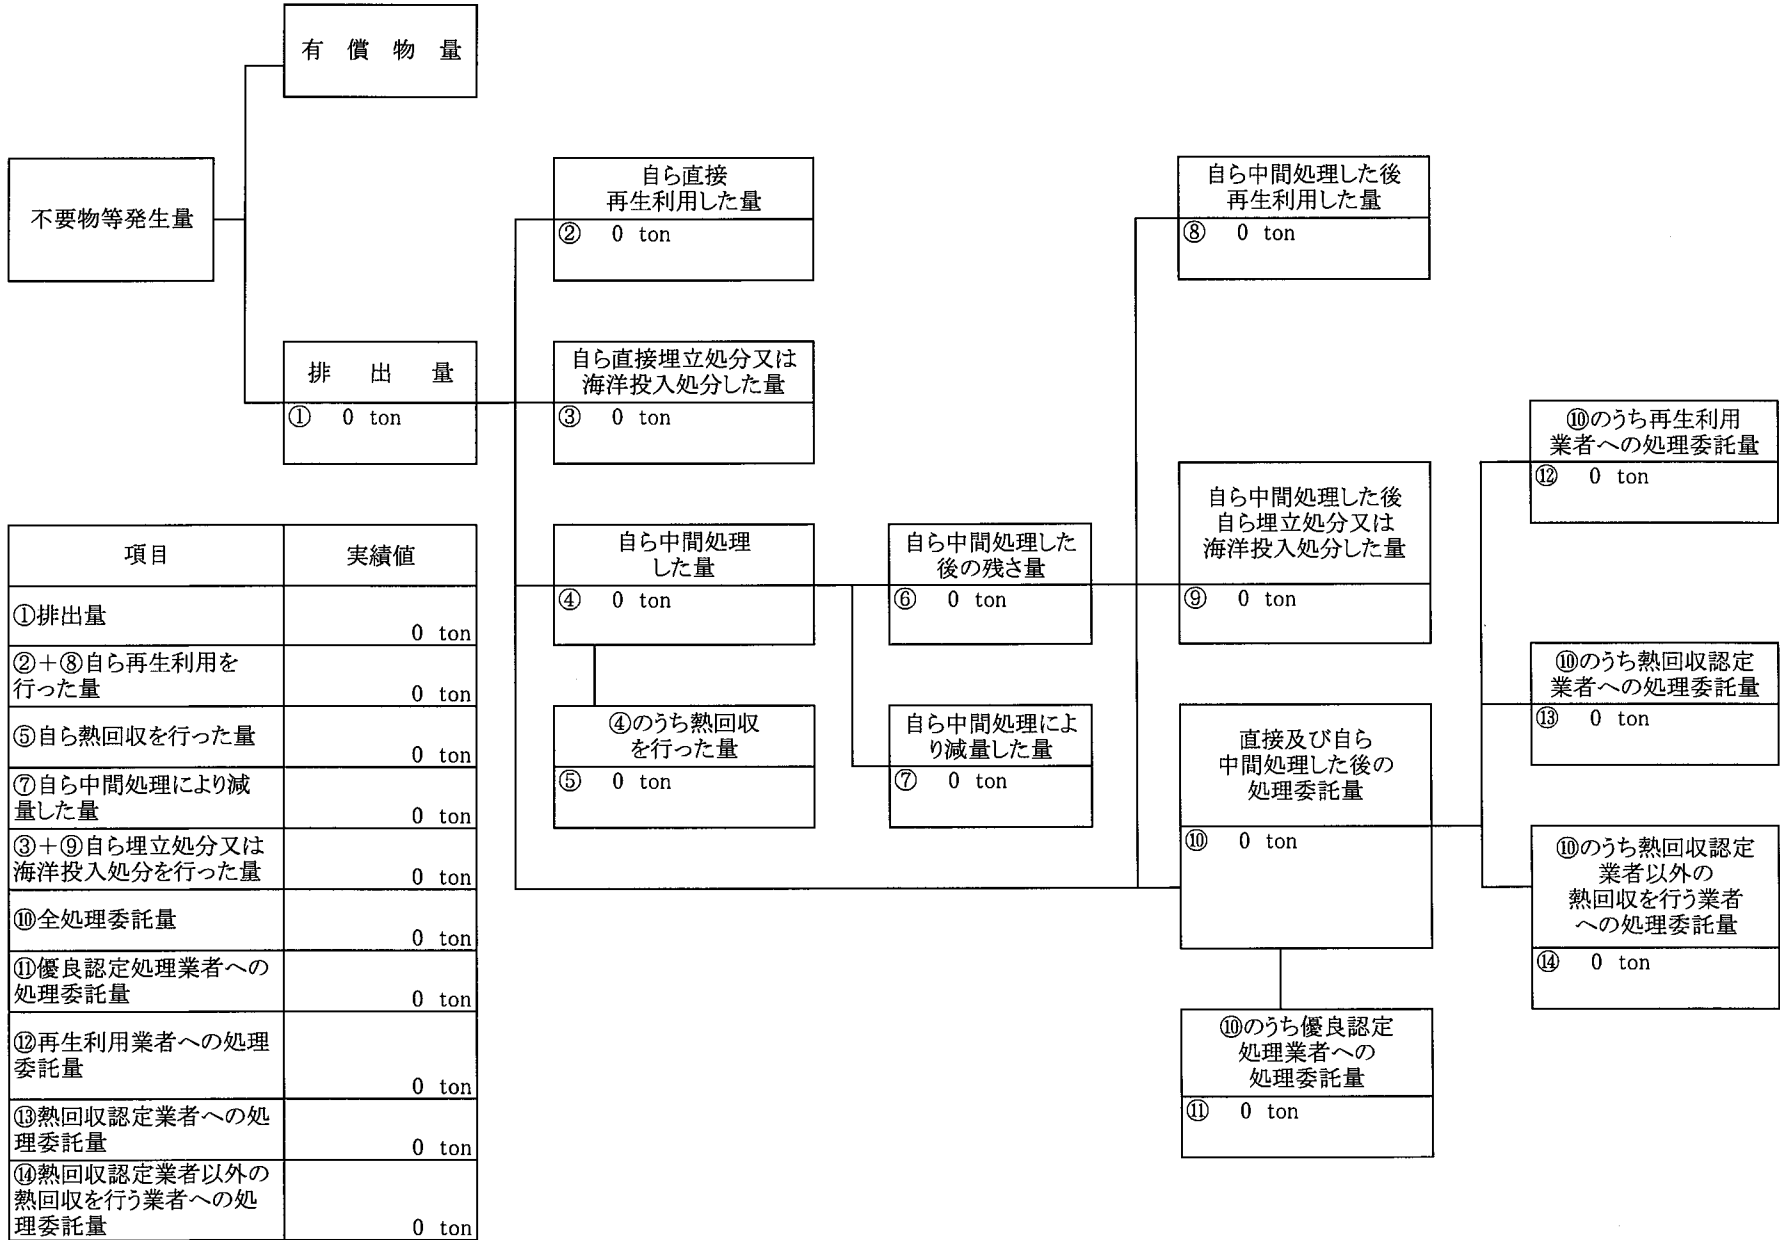 有償物量
不要物等発生量
排出量
① 0 ton
自ら直接
再生利用した量
② 0 ton
自ら直接埋立処分又は
海洋投入処分した量
③ 0 ton
自ら中間処理
した量
④ 0 ton
④のうち熱回収
を行った量
⑤ 0 ton
自ら中間処理した
後の残さ量
⑥ 0 ton
自ら中間処理によ
り減量した量
⑦ 0 ton
自ら中間処理した後
再生利用した量
⑧ 0 ton
自ら中間処理した後
自ら埋立処分又は
海洋投入処分した量
⑨ 0 ton
直接及び自ら
中間処理した後の
処理委託量
⑩ 0 ton
⑩のうち優良認定
処理業者への
処理委託量
⑪ 0 ton
⑩のうち再生利用
業者への処理委託量
⑫ 0 ton
⑩のうち熱回収認定
業者への処理委託量
⑬ 0 ton
⑩のうち熱回収認定
業者以外の
熱回収を行う業者
への処理委託量
⑭ 0 ton
項目 実績値
①排出量
0 ton
②+⑧自ら再生利用を
行った量 0 ton
⑤自ら熱回収を行った量
0 ton
⑦自ら中間処理により減
量した量 0 ton
③+⑨自ら埋立処分又は
海洋投入処分を行った量 0 ton
⑩全処理委託量
0 ton
⑪優良認定処理業者への
処理委託量 0 ton
⑫再生利用業者への処理
委託量
0 ton
⑬熱回収認定業者への処
理委託量 0 ton
⑭熱回収認定業者以外の
熱回収を行う業者への処
理委託量 0 ton